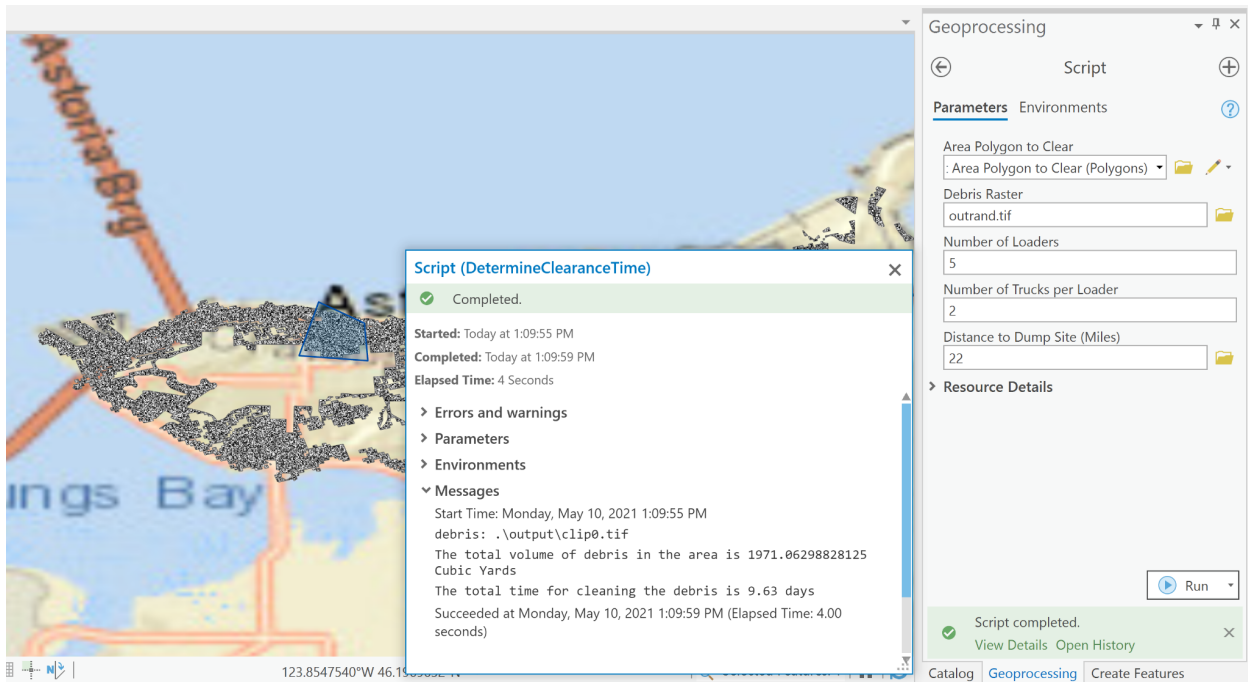 Astoria Brg
Ast
ungs Bay
Script (DetermineClearanceTime)
Completed.
Started: Today at 1:09:55 PM
Completed: Today at 1:09:59 PM
Elapsed Time: 4 Seconds
Errors and warnings
Parameters
Environments
Messages
Start Time: Monday, May 10, 2021 1:09:55 PM
debris: .\output\clip0.tif
The total volume of debris in the area is 1971.06298828125
Cubic Yards
The total time for cleaning the debris is 9.63 days
Succeeded at Monday, May 10, 2021 1:09:59 PM (Elapsed Time: 4.00
seconds)
123.8547540°W
N
Geoprocessing
Script
Parameters Environments
Area Polygon to Clear
: Area Polygon to Clear (Polygons)
Debris Raster
outrand.tif
Number of Loaders
5
Number of Trucks per Loader
2
Distance to Dump Site (Miles)
22
Resource Details
Run
Script completed.
View Details Open History
Catalog Geoprocessing Create Features